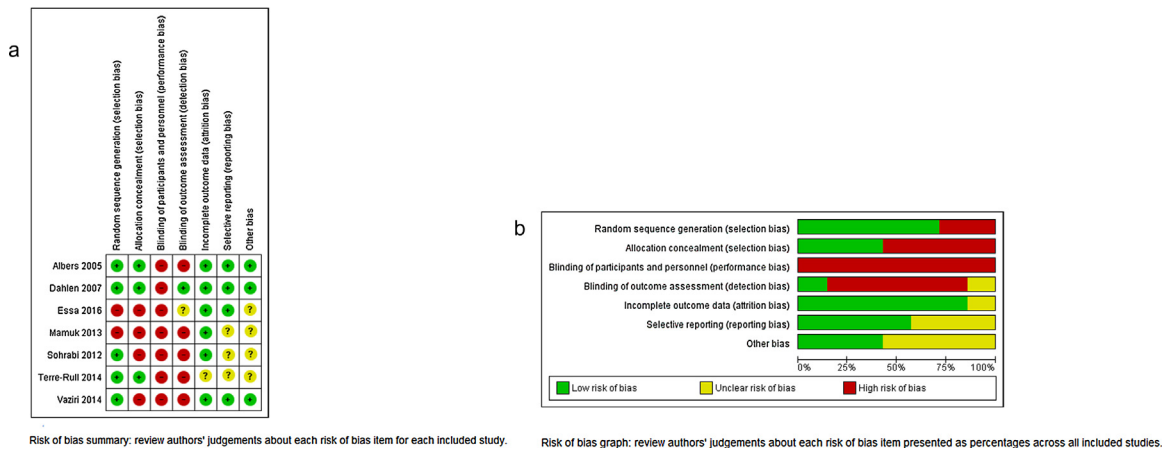 a
Random sequence generation (selection bias)
Allocation concealment (selection bias)
Blinding of participants and personnel (performance bias)
Blinding of outcome assessment (detection bias)
Incomplete outcome data (attrition bias)
Selective reporting (reporting bias)
Other bias
Albers 2005 + + - - + + +
Dahlen 2007 + + - + + + +
Essa 2016 - - - ? + + ?
Mamuk 2013 - - - - + ? ?
Sohrabi 2012 + - - - + ? ?
Terre-Rull 2014 + + - - ? ? ?
Vaziri 2014 + - - - + + +
Risk of bias summary: review authors' judgements about each risk of bias item for each included study.
b
Random sequence generation (selection bias)
Allocation concealment (selection bias)
Blinding of participants and personnel (performance bias)
Blinding of outcome assessment (detection bias)
Incomplete outcome data (attrition bias)
Selective reporting (reporting bias)
Other bias
0% 25% 50% 75% 100%
Low risk of bias Unclear risk of bias High risk of bias
Risk of bias graph: review authors' judgements about each risk of bias item presented as percentages across all included studies.